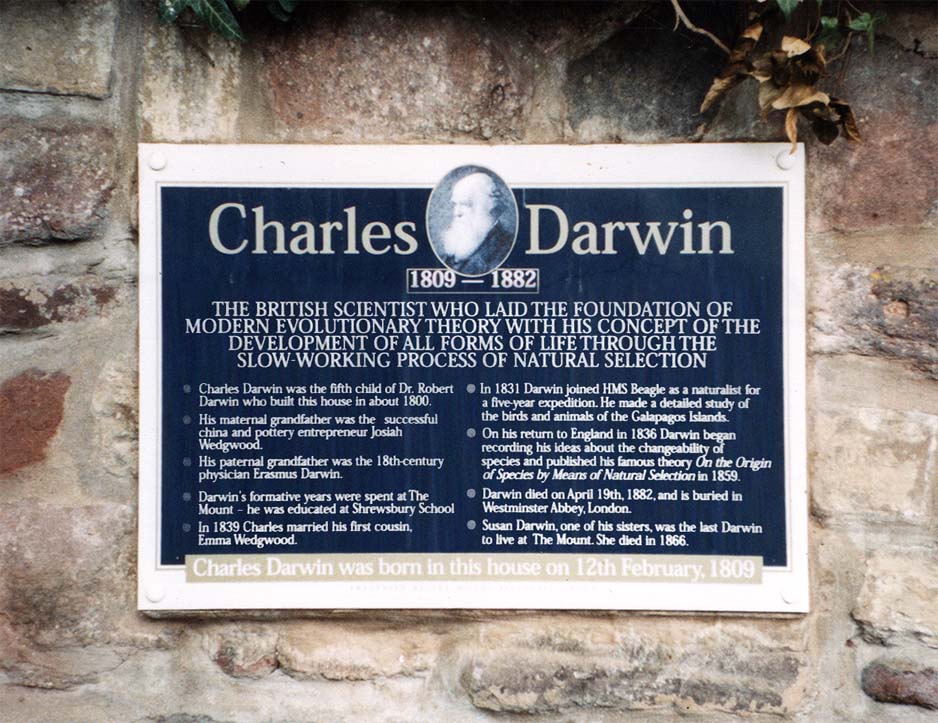 Charles Darwin
1809 — 1882
THE BRITISH SCIENTIST WHO LAID THE FOUNDATION OF
MODERN EVOLUTIONARY THEORY WITH HIS CONCEPT OF THE
DEVELOPMENT OF ALL FORMS OF LIFE THROUGH THE
SLOW-WORKING PROCESS OF NATURAL SELECTION
Charles Darwin was the fifth child of Dr. Robert
Darwin who built this house in about 1800.
His maternal grandfather was the successful
china and pottery entrepreneur Josiah
Wedgwood.
His paternal grandfather was the 18th-century
physician Erasmus Darwin.
Darwin's formative years were spent at The
Mount - he was educated at Shrewsbury School
In 1839 Charles married his first cousin,
Emma Wedgwood.
In 1831 Darwin joined HMS Beagle as a naturalist for
a five-year expedition. He made a detailed study of
the birds and animals of the Galapagos Islands.
On his return to England in 1836 Darwin began
recording his ideas about the changeability of
species and published his famous theory On the Origin
of Species by Means of Natural Selection in 1859.
Darwin died on April 19th, 1882, and is buried in
Westminster Abbey, London.
Susan Darwin, one of his sisters, was the last Darwin
to live at The Mount. She died in 1866.
Charles Darwin was born in this house on 12th February, 1809